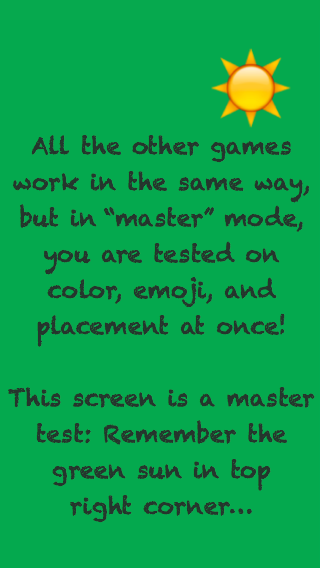 All the other games
work in the same way,
but in “master” mode,
you are tested on
color, emoji, and
placement at once!
This screen is a master
test: Remember the
green sun in top
right corner...